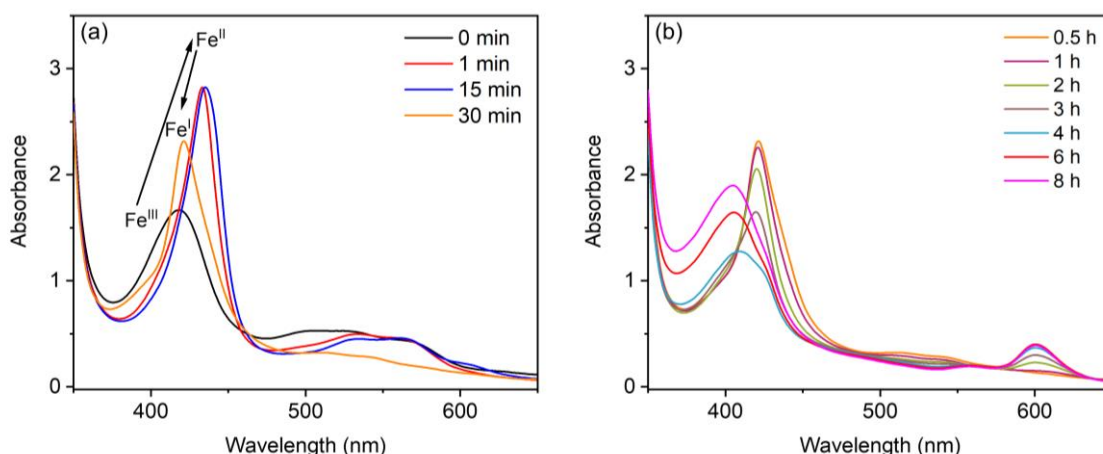 (a)
Fe^II
Fe^I
Fe^III
0 min
1 min
15 min
30 min
3
2
1
0
Absorbance
400
500
600
Wavelength (nm)
(b)
0.5 h
1 h
2 h
3 h
4 h
6 h
8 h
3
2
1
0
Absorbance
400
500
600
Wavelength (nm)